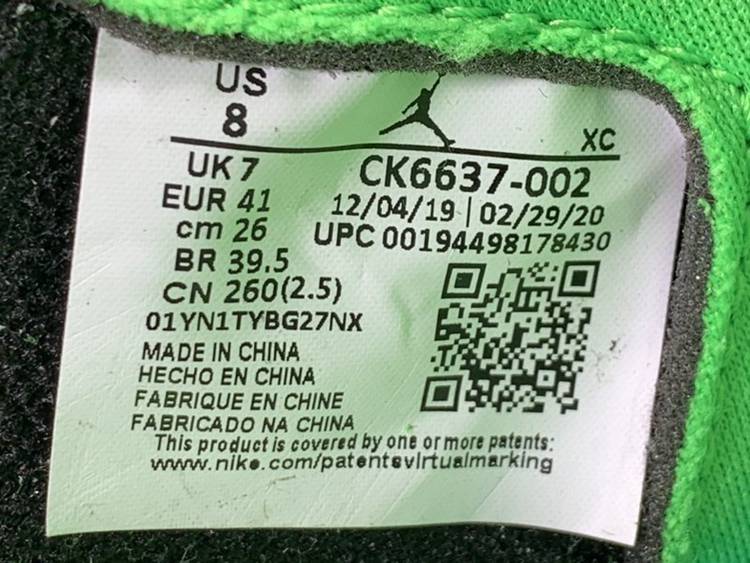 US
8
XC
UK 7
CK6637-002
EUR 41
12/04/19 | 02/29/20
cm 26
UPC 00194498178430
BR 39.5
CN 260(2.5)
01YN1TYBG27NX
MADE IN CHINA
HECHO EN CHINA
FABRIQUE EN CHINE
FABRICADO NA CHINA
This product is covered by one or more patents:
www.nike.com/patentsvirtualmarking